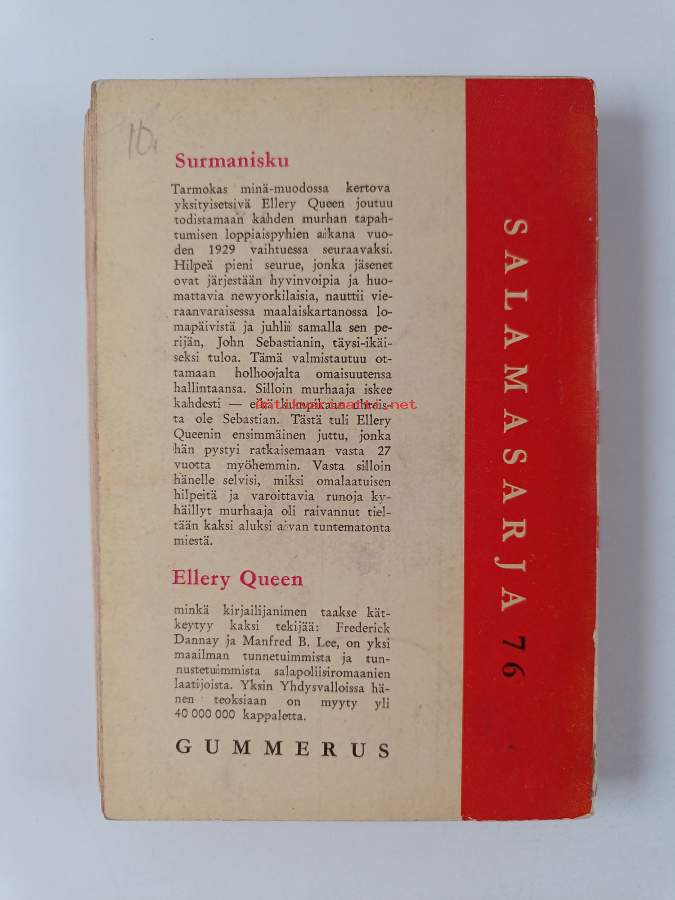 10.
Surmanisku
Tarmokas minä-muodossa kertova
yksityisetsivä Ellery Queen joutuu
todistamaan kahden murhan tapah-
tumisen loppiaispyhien aikana vuo-
den 1929 vaihtuessa seuraavaksi.
Hilpeä pieni seurue, jonka jäsenet
ovat järjestään hyvinvoipia ja huo-
mattavia newyorkilaisia, nauttii vie-
raanvaraisessa maalaiskartanossa lo-
mapäivistä ja juhlii samalla sen pe-
rijän, John Sebastianin, täysi-ikäi-
seksi tuloa. Tämä valmistautuu ot-
tamaan holhoojalta omaisuutensa
hallintaansa. Silloin murhaaja iskee
kahdesti — eikä kumpikaan uhreis-
antikvariaatti.net
ta ole Sebastian. Tästä tuli Ellery
Queenin ensimmäinen juttu, jonka
hän pystyi ratkaisemaan vasta 27
vuotta myöhemmin. Vasta silloin
hänelle selvisi, miksi omalaatuisen
hilpeitä ja varoittavia runoja ky-
häillyt murhaaja oli raivannut tiel-
tään kaksi aluksi aivan tuntematonta
miestä.
Ellery Queen
minkä kirjailijanimen taakse kät-
keytyy kaksi tekijää: Frederick
Dannay ja Manfred B. Lee, on yksi
maailman tunnetuimmista ja tun-
nustetuimmista salapoliisiromaanien
laatijoista. Yksin Yhdysvalloissa hä-
nen teoksiaan on myyty yli
40 000 000 kappaletta.
GUMMERUS
SALAMASARJA 76